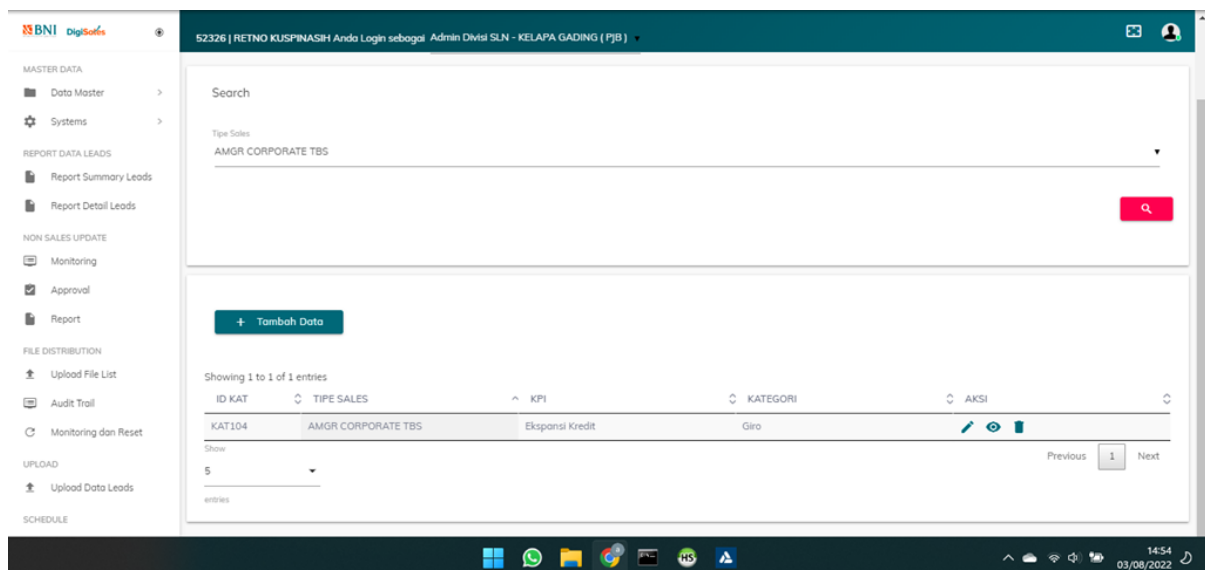 BNI DigiSales
52326 | RETNO KUSPINASIH Anda Login sebagai Admin Divisi SLN - KELAPA GADING ( PJB )
MASTER DATA
Data Master
Systems
REPORT DATA LEADS
Report Summary Leads
Report Detail Leads
NON SALES UPDATE
Monitoring
Approval
Report
FILE DISTRIBUTION
Upload File List
Audit Trail
Monitoring dan Reset
UPLOAD
Upload Data Leads
SCHEDULE
Search
Tipe Sales
AMGR CORPORATE TBS
+ Tambah Data
Showing 1 to 1 of 1 entries
ID KAT TIPE SALES KPI KATEGORI AKSI
KAT104 AMGR CORPORATE TBS Ekspansi Kredit Giro
Show
5
entries
Previous 1 Next
HS
14:54
03/08/2022